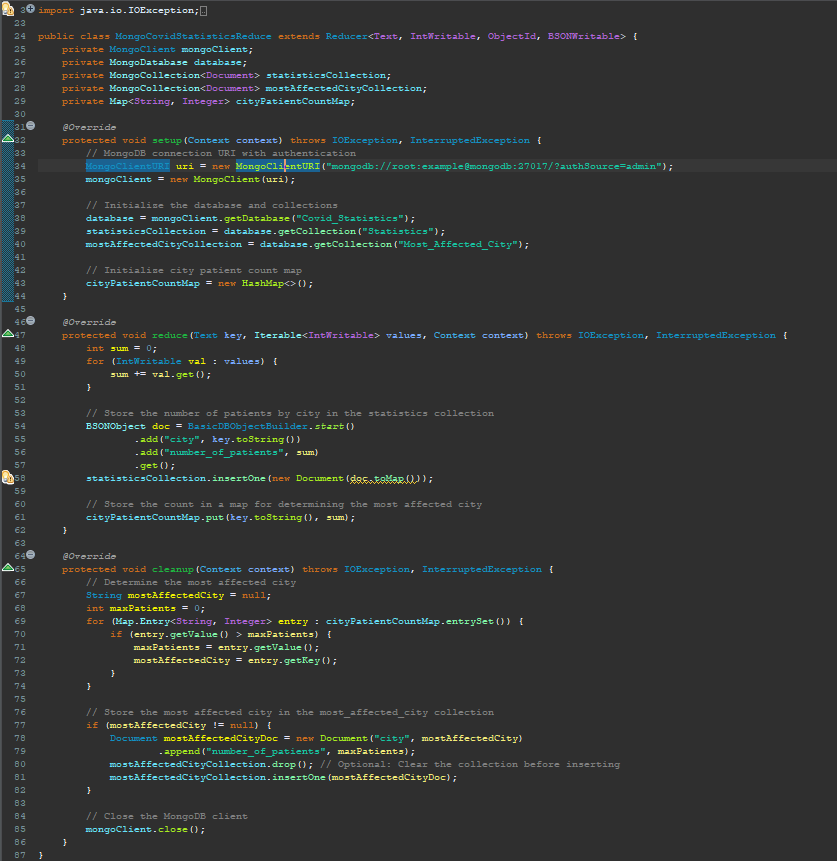 3 import java.io.IOException;
23
24 public class MongoCovidStatisticsReduce extends Reducer<Text, IntWritable, ObjectId, BSONWritable> {
25     private MongoClient mongoClient;
26     private MongoDatabase database;
27     private MongoCollection<Document> statisticsCollection;
28     private MongoCollection<Document> mostAffectedCityCollection;
29     private Map<String, Integer> cityPatientCountMap;
30
31     @Override
32     protected void setup(Context context) throws IOException, InterruptedException {
33         // MongoDB connection URI with authentication
34         MongoClientURI uri = new MongoClientURI("mongodb://root:example@mongodb:27017/?authSource=admin");
35         mongoClient = new MongoClient(uri);
36
37         // Initialize the database and collections
38         database = mongoClient.getDatabase("Covid_Statistics");
39         statisticsCollection = database.getCollection("Statistics");
40         mostAffectedCityCollection = database.getCollection("Most_Affected_City");
41
42         // Initialize city patient count map
43         cityPatientCountMap = new HashMap<>();
44     }
45
46     @Override
47     protected void reduce(Text key, Iterable<IntWritable> values, Context context) throws IOException, InterruptedException {
48         int sum = 0;
49         for (IntWritable val : values) {
50             sum += val.get();
51         }
52
53         // Store the number of patients by city in the statistics collection
54         BSONObject doc = BasicDBObjectBuilder.start()
55                 .add("city", key.toString())
56                 .add("number_of_patients", sum)
57                 .get();
58         statisticsCollection.insertOne(new Document(doc.toMap()));
59
60         // Store the count in a map for determining the most affected city
61         cityPatientCountMap.put(key.toString(), sum);
62     }
63
64     @Override
65     protected void cleanup(Context context) throws IOException, InterruptedException {
66         // Determine the most affected city
67         String mostAffectedCity = null;
68         int maxPatients = 0;
69         for (Map.Entry<String, Integer> entry : cityPatientCountMap.entrySet()) {
70             if (entry.getValue() > maxPatients) {
71                 maxPatients = entry.getValue();
72                 mostAffectedCity = entry.getKey();
73             }
74         }
75
76         // Store the most affected city in the most_affected_city collection
77         if (mostAffectedCity != null) {
78             Document mostAffectedCityDoc = new Document("city", mostAffectedCity)
79                     .append("number_of_patients", maxPatients);
80             mostAffectedCityCollection.drop(); // Optional: Clear the collection before inserting
81             mostAffectedCityCollection.insertOne(mostAffectedCityDoc);
82         }
83
84         // Close the MongoDB client
85         mongoClient.close();
86     }
87 }